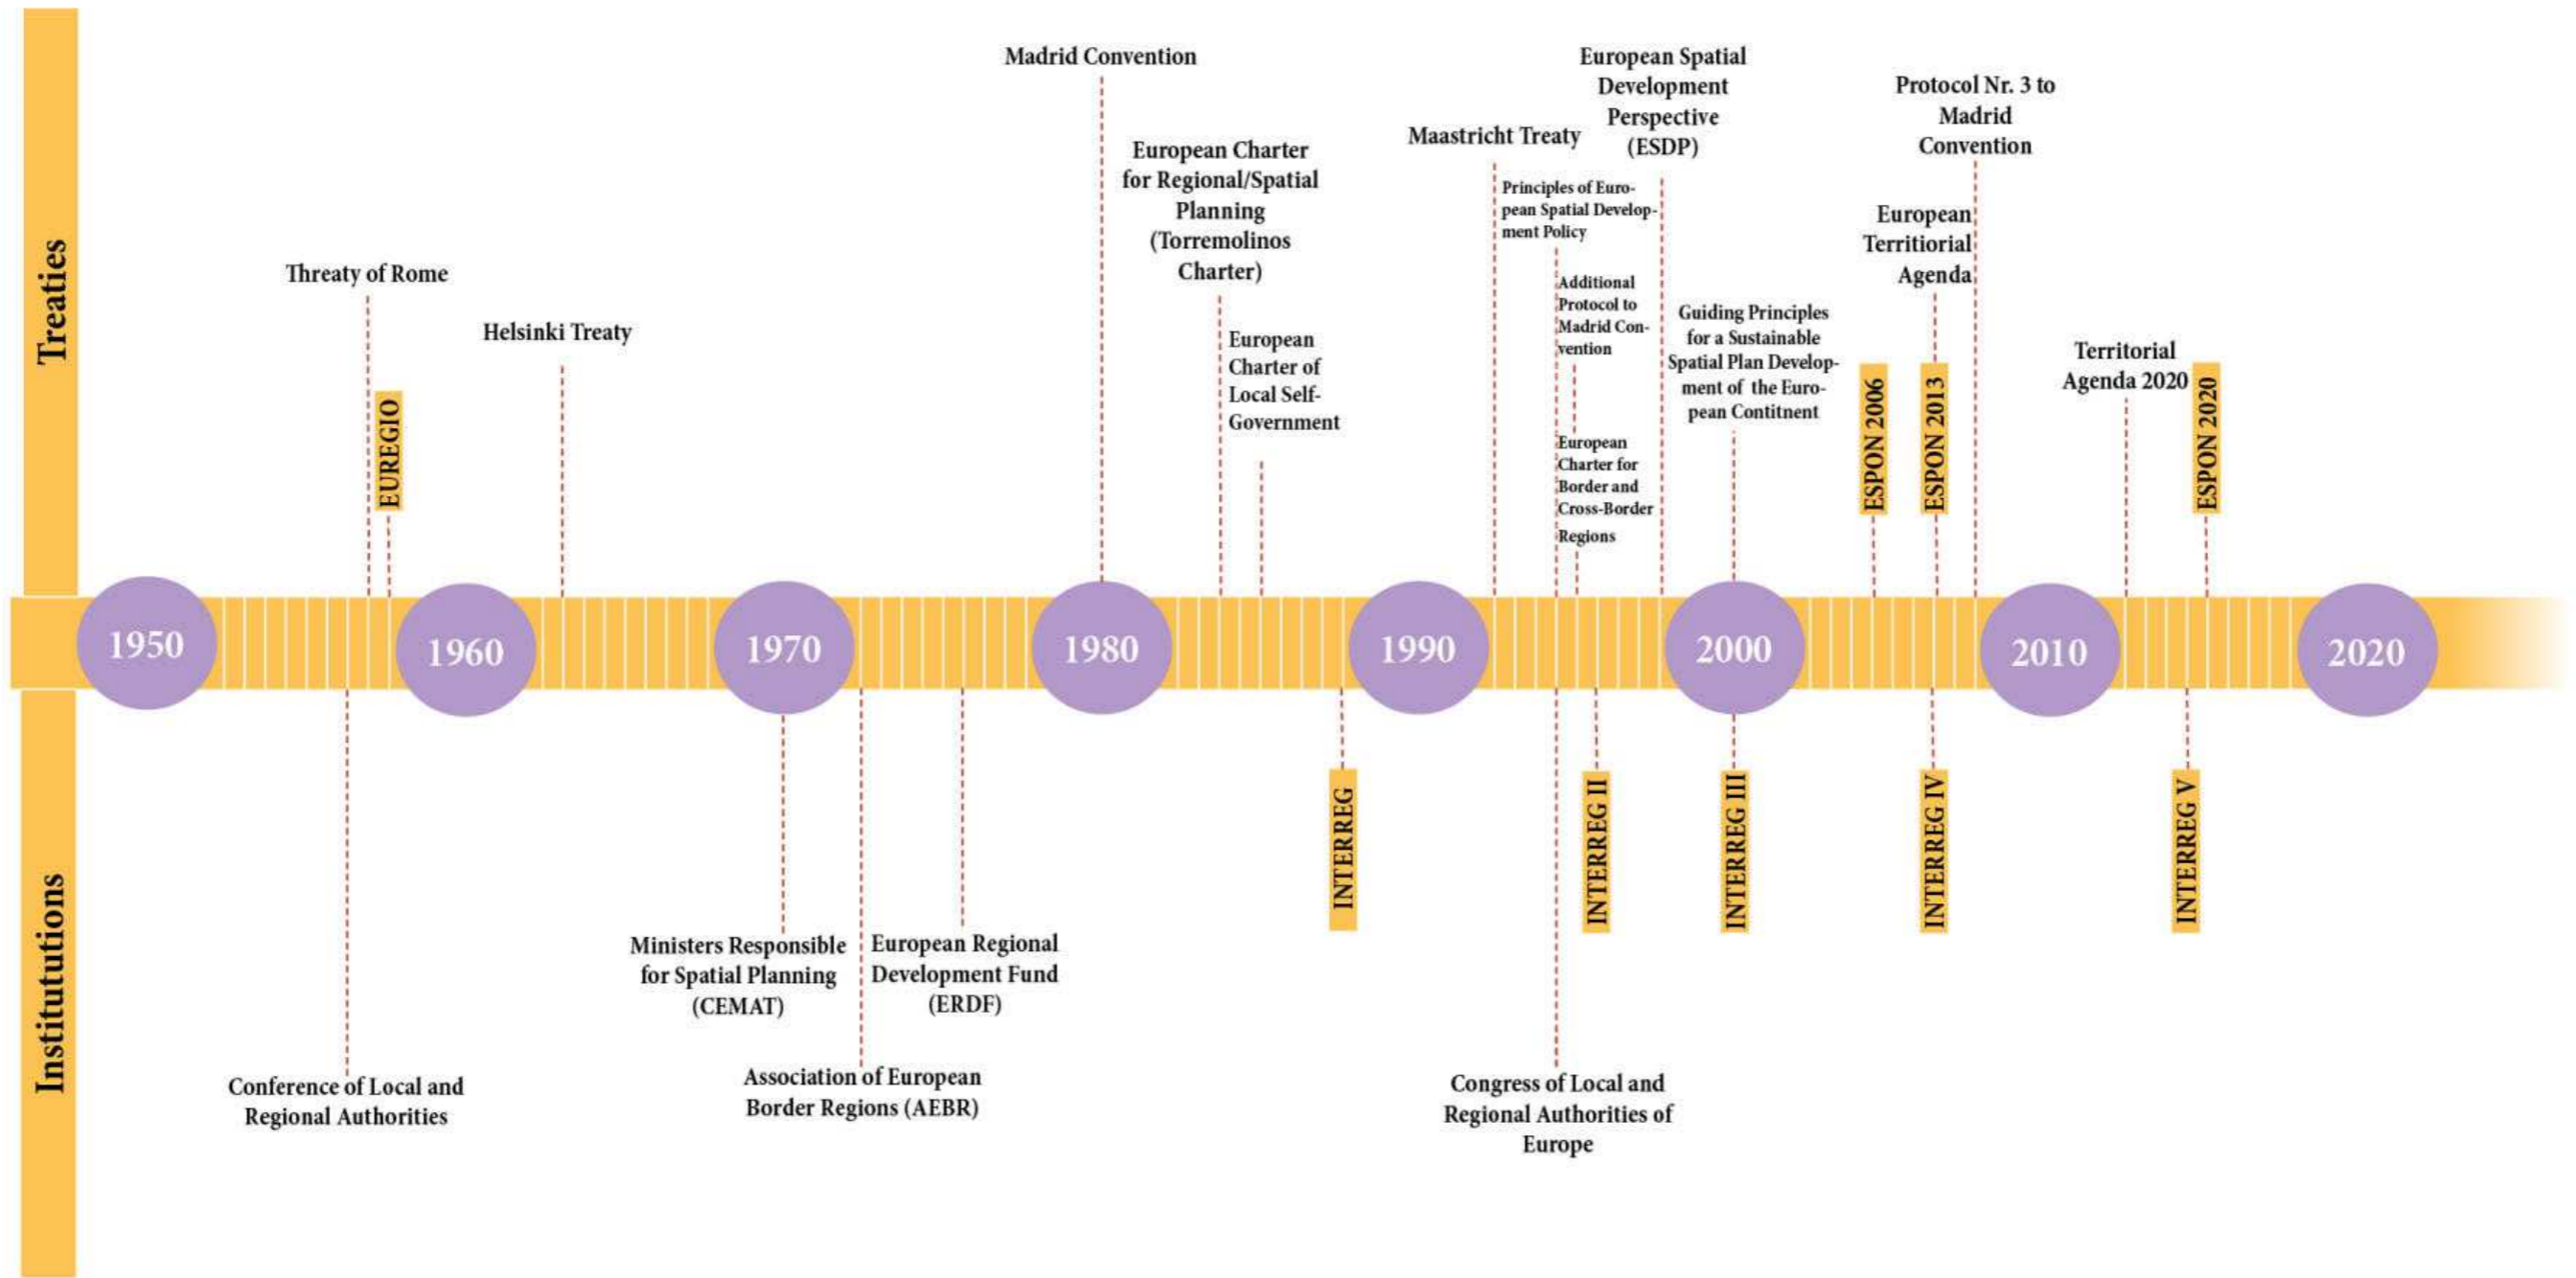 Treaties
Madrid Convention
European Spatial
Development
Perspective
(ESDP)
Protocol Nr. 3 to
Madrid
Convention
Maastricht Treaty
European Charter
for Regional/Spatial
Planning
(Torremolinos
Charter)
Principles of Euro-
pean Spatial Develop-
ment Policy
European
Territiorial
Agenda
Threaty of Rome
Additional
Protocol to
Madrid Con-
vention
Guiding Principles
for a Sustainable
Spatial Plan Develop-
ment of the Euro-
pean Contitnent
Helsinki Treaty
European
Charter of
Local Self-
Government
Territorial
Agenda 2020
EUREGIO
European
Charter for
Border and
Cross-Border
Regions
ESPON 2006
ESPON 2013
ESPON 2020
1950
1960
1970
1980
1990
2000
2010
2020
Institutuions
INTERREG
INTERREG II
INTERREG III
INTERREG IV
INTERREG V
Ministers Responsible
for Spatial Planning
(CEMAT)
European Regional
Development Fund
(ERDF)
Conference of Local and
Regional Authorities
Association of European
Border Regions (AEBR)
Congress of Local and
Regional Authorities of
Europe